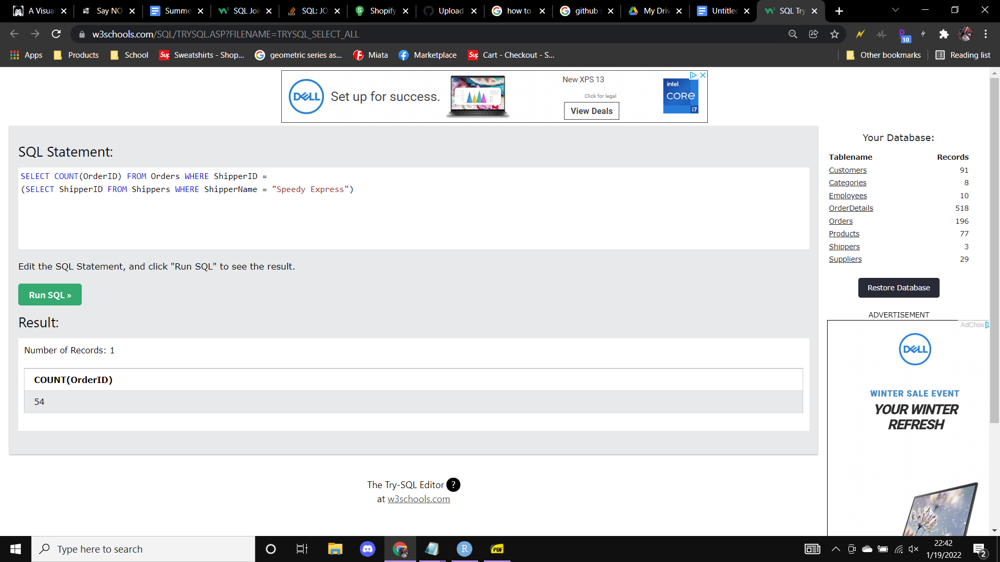 A Visual
Say NO
Summe
SQL Joi
SQL: JO
Shopify
Upload
how to
github s
My Driv
Untitled
SQL Try
w3schools.com/SQL/TRYSQL.ASP?FILENAME=TRYSQL_SELECT_ALL
10
Apps
Products
School
Sup Sweatshirts - Shop...
geometric series as...
Miata
Marketplace
Sup Cart - Checkout - S...
Other bookmarks
Reading list
DELL
Set up for success.
New XPS 13
Click for legal
View Deals
intel.
CORE
i7
SQL Statement:
SELECT COUNT(OrderID) FROM Orders WHERE ShipperID =
(SELECT ShipperID FROM Shippers WHERE ShipperName = "Speedy Express")
Edit the SQL Statement, and click "Run SQL" to see the result.
Run SQL »
Result:
Number of Records: 1
COUNT(OrderID)
54
The Try-SQL Editor ?
at w3schools.com
Your Database:
Tablename Records
Customers 91
Categories 8
Employees 10
OrderDetails 518
Orders 196
Products 77
Shippers 3
Suppliers 29
Restore Database
ADVERTISEMENT
AdChoic
DELL
WINTER SALE EVENT
YOUR WINTER
REFRESH
Type here to search
R
PDF
22:42
1/19/2022
2